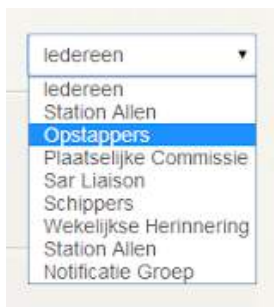 Iedereen
Iedereen
Station Allen
Opstappers
Plaatselijke Commissie
Sar Liaison
Schippers
Wekelijkse Herinnering
Station Allen
Notificatie Groep